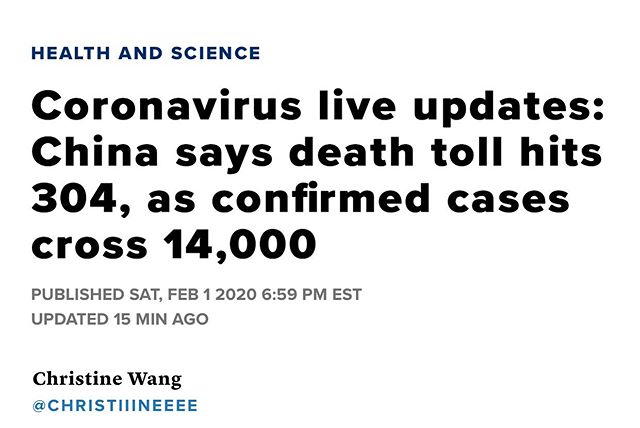 HEALTH AND SCIENCE
Coronavirus live updates:
China says death toll hits
304, as confirmed cases
cross 14,000
PUBLISHED SAT, FEB 1 2020 6:59 PM EST
UPDATED 15 MIN AGO
Christine Wang
@CHRISTIIINEEEE